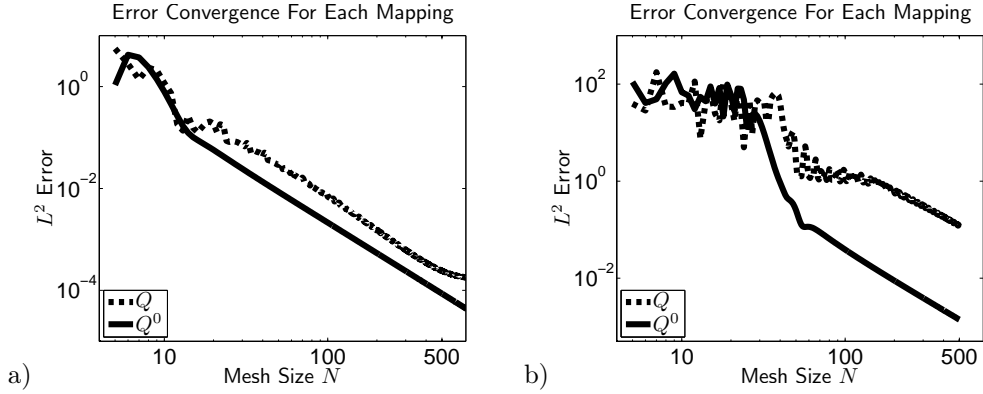 Error Convergence For Each Mapping
10^0
10^-2
10^-4
L^2 Error
Q
Q^0
10
100
500
Mesh Size N
a)
Error Convergence For Each Mapping
10^2
10^0
10^-2
L^2 Error
Q
Q^0
10
100
500
Mesh Size N
b)